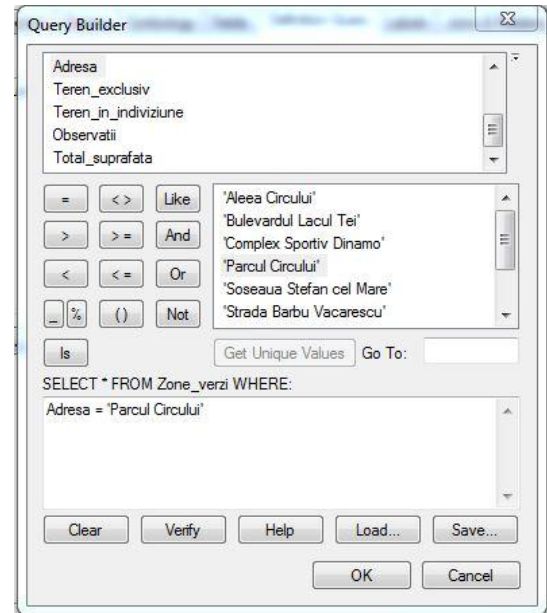 Query Builder
Adresa
Teren_exclusiv
Teren_in_indiviziune
Observatii
Total_suprafata
= <> Like
> >= And
< <= Or
_ % () Not
Is
'Aleea Circului'
'Bulevardul Lacul Tei'
'Complex Sportiv Dinamo'
'Parcul Circului'
'Soseaua Stefan cel Mare'
'Strada Barbu Vacarescu'
Get Unique Values Go To:
SELECT * FROM Zone_verzi WHERE:
Adresa = 'Parcul Circului'
Clear Verify Help Load... Save...
OK Cancel